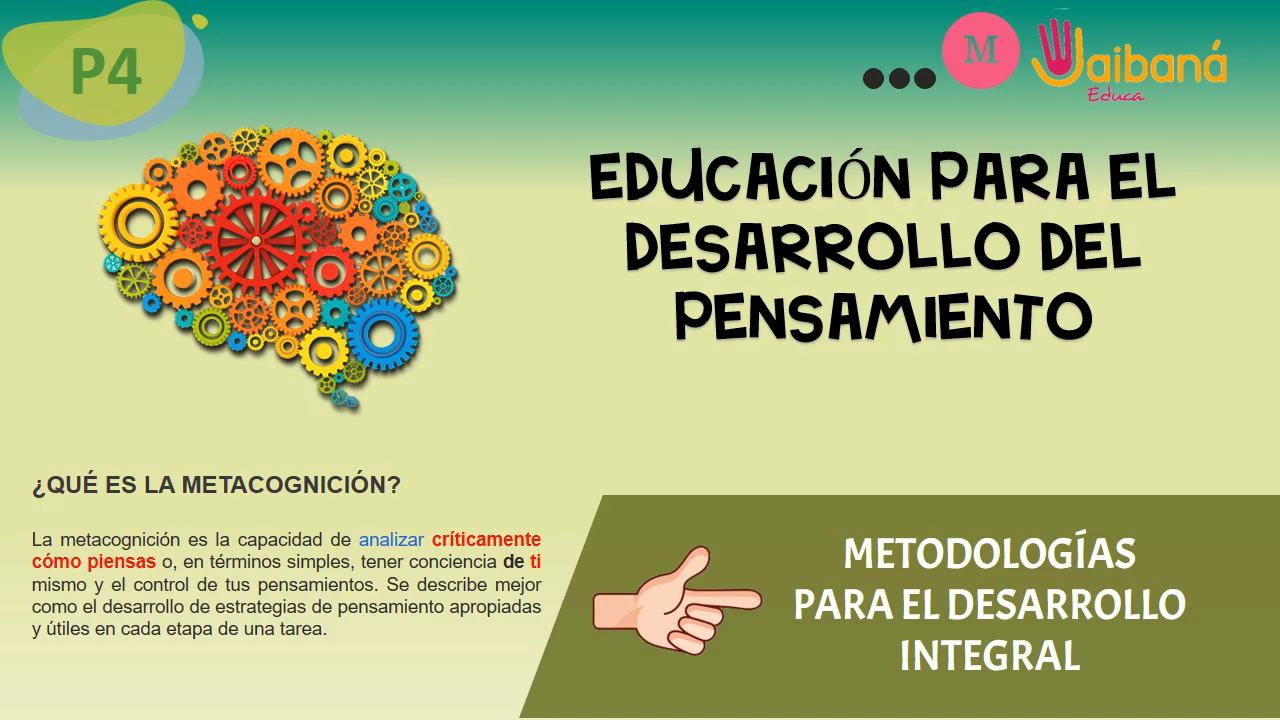 P4
M
Jaibaná
Educa
EDUCACIÓN PARA EL
DESARROLLO DEL
PENSAMIENTO
¿QUÉ ES LA METACOGNICIÓN?
La metacognición es la capacidad de analizar críticamente
cómo piensas o, en términos simples, tener conciencia de ti
mismo y el control de tus pensamientos. Se describe mejor
como el desarrollo de estrategias de pensamiento apropiadas
y útiles en cada etapa de una tarea.
METODOLOGÍAS
PARA EL DESARROLLO
INTEGRAL